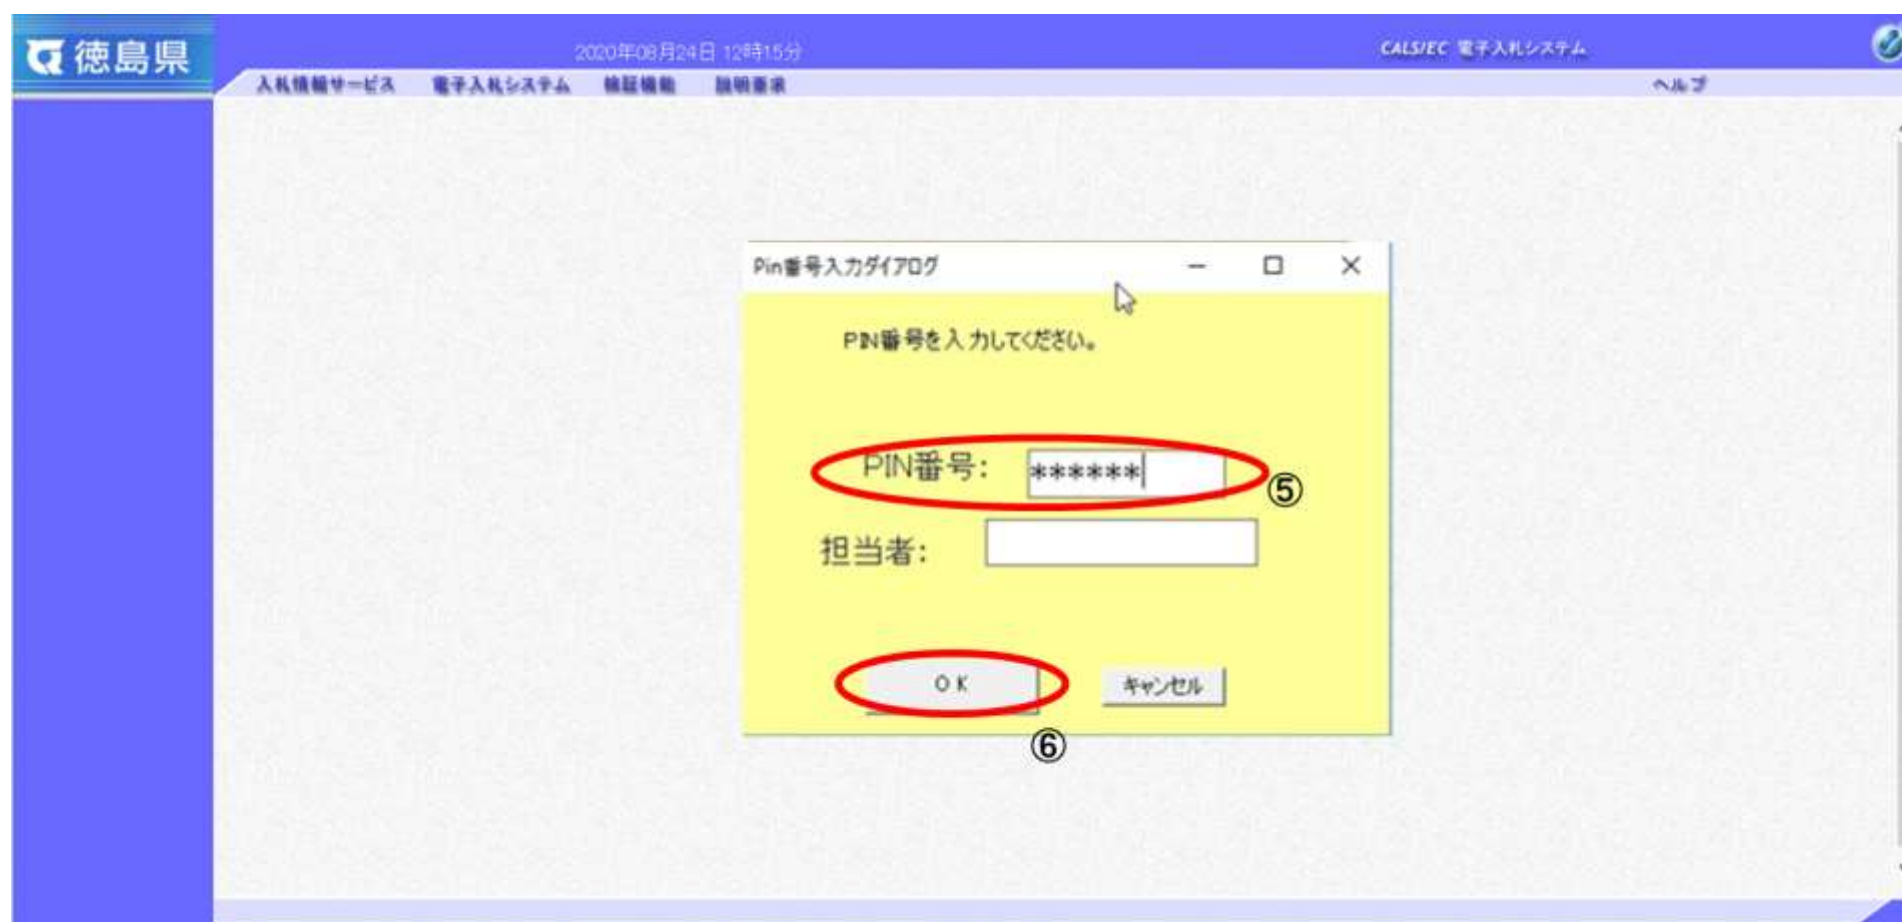 徳島県
2020年08月24日 12時15分
CALS/EC 電子入札システム
入札情報サービス 電子入札システム 検証機能 説明要求 ヘルプ
Pin番号入力ダイアログ
PIN番号を入力してください。
PIN番号: ******
⑤
担当者:
OK キャンセル
⑥